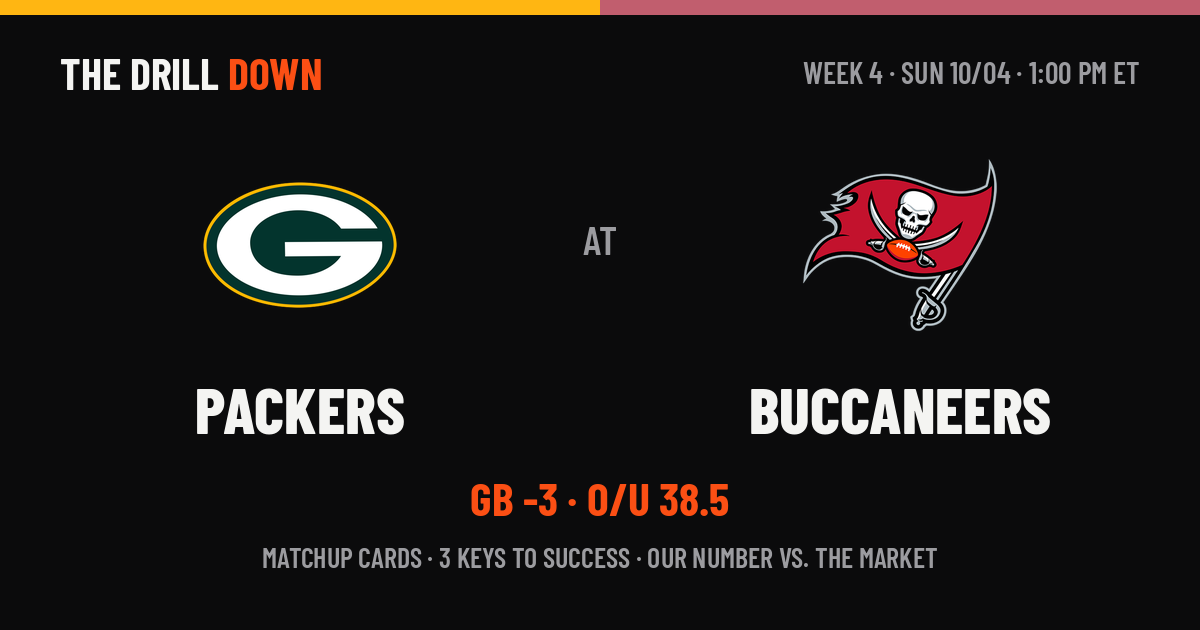 THE DRILL DOWN
WEEK 4 · SUN 10/04 · 1:00 PM ET
G
AT
PACKERS
BUCCANEERS
GB -3 · O/U 38.5
MATCHUP CARDS · 3 KEYS TO SUCCESS · OUR NUMBER VS. THE MARKET